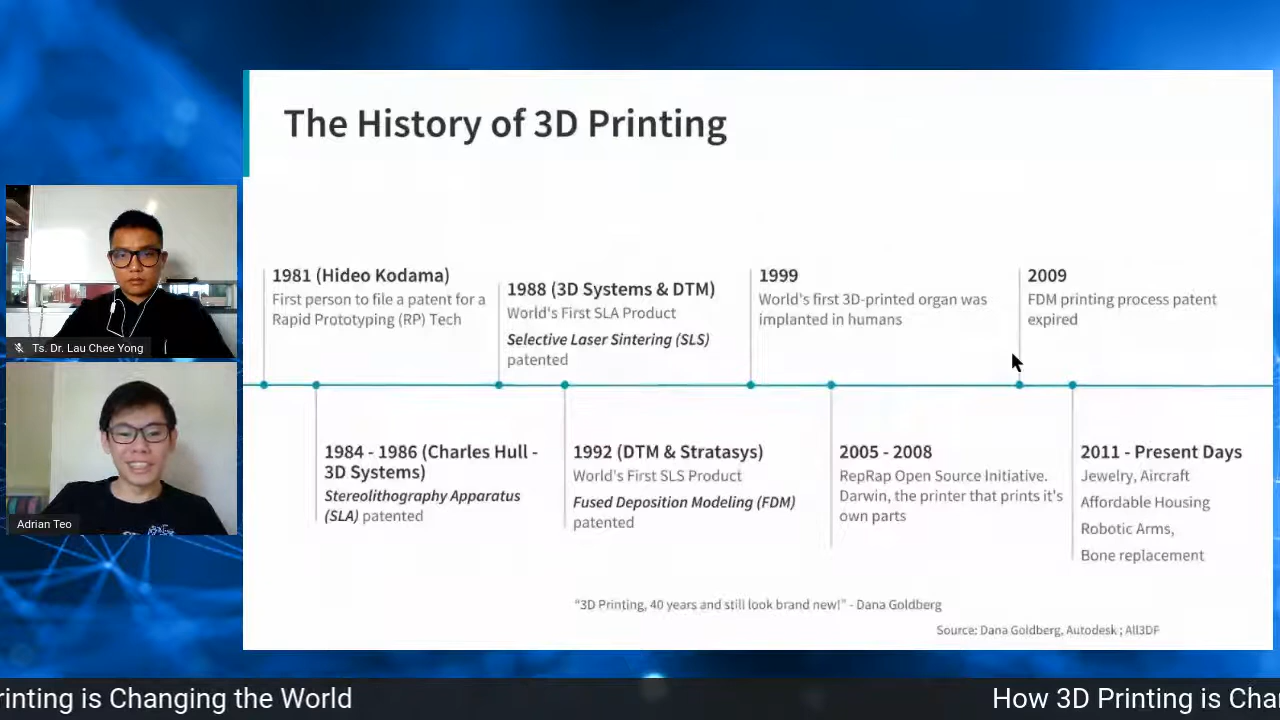 The History of 3D Printing
1981 (Hideo Kodama)
First person to file a patent for a
Rapid Prototyping (RP) Tech
1988 (3D Systems & DTM)
World's First SLA Product
Selective Laser Sintering (SLS)
patented
1999
World's first 3D-printed organ was
implanted in humans
2009
FDM printing process patent
expired
1984 - 1986 (Charles Hull -
3D Systems)
Stereolithography Apparatus
(SLA) patented
1992 (DTM & Stratasys)
World's First SLS Product
Fused Deposition Modeling (FDM)
patented
2005 - 2008
RepRap Open Source Initiative.
Darwin, the printer that prints it's
own parts
2011 - Present Days
Jewelry, Aircraft
Affordable Housing
Robotic Arms,
Bone replacement
"3D Printing, 40 years and still look brand new!" - Dana Goldberg
Source: Dana Goldberg, Autodesk ; All3DP
Ts. Dr. Lau Chee Yong
Adrian Teo
rinting is Changing the World
How 3D Printing is Cha